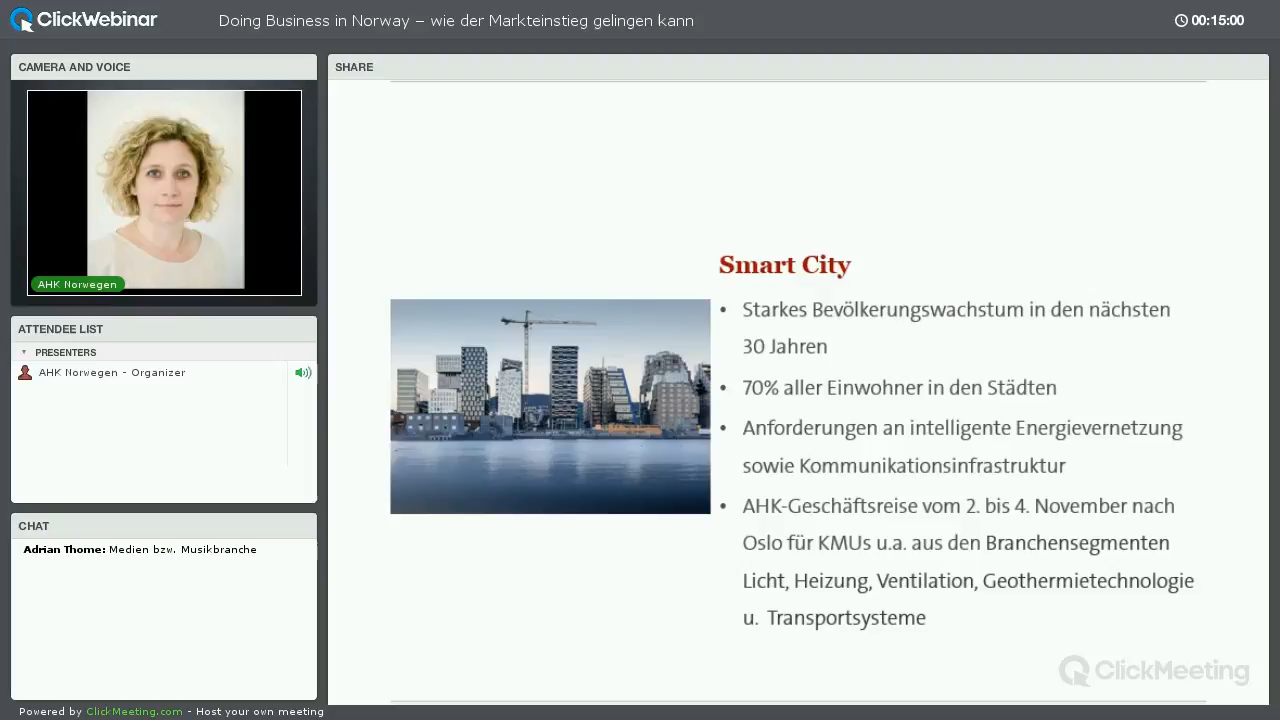 ClickWebinar
Doing Business in Norway – wie der Markteinstieg gelingen kann
00:15:00
CAMERA AND VOICE
AHK Norwegen
ATTENDEE LIST
PRESENTERS
AHK Norwegen - Organizer
CHAT
Adrian Thome: Medien bzw. Musikbranche
SHARE
Smart City
• Starkes Bevölkerungswachstum in den nächsten
30 Jahren
• 70% aller Einwohner in den Städten
• Anforderungen an intelligente Energievernetzung
sowie Kommunikationsinfrastruktur
• AHK-Geschäftsreise vom 2. bis 4. November nach
Oslo für KMUs u.a. aus den Branchensegmenten
Licht, Heizung, Ventilation, Geothermietechnologie
u. Transportsysteme
ClickMeeting
Powered by ClickMeeting.com - Host your own meeting